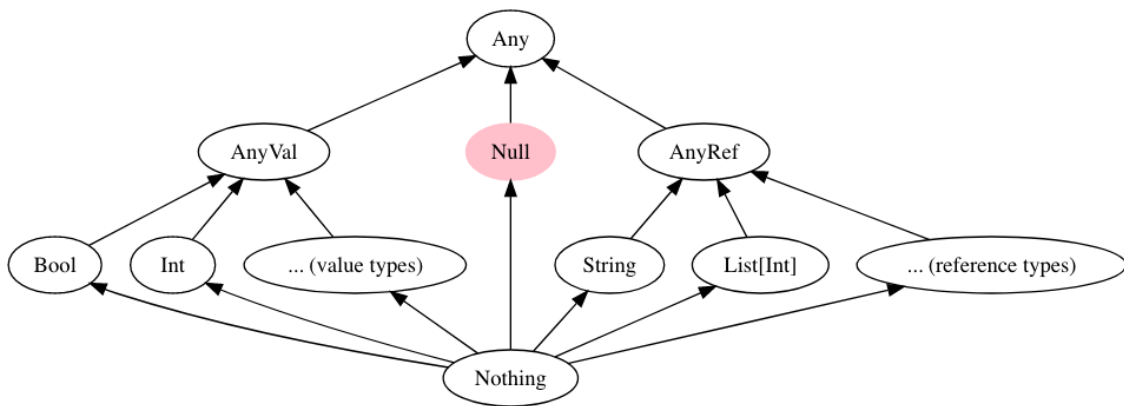 Any
AnyVal
Null
AnyRef
Bool
Int
... (value types)
String
List[Int]
... (reference types)
Nothing